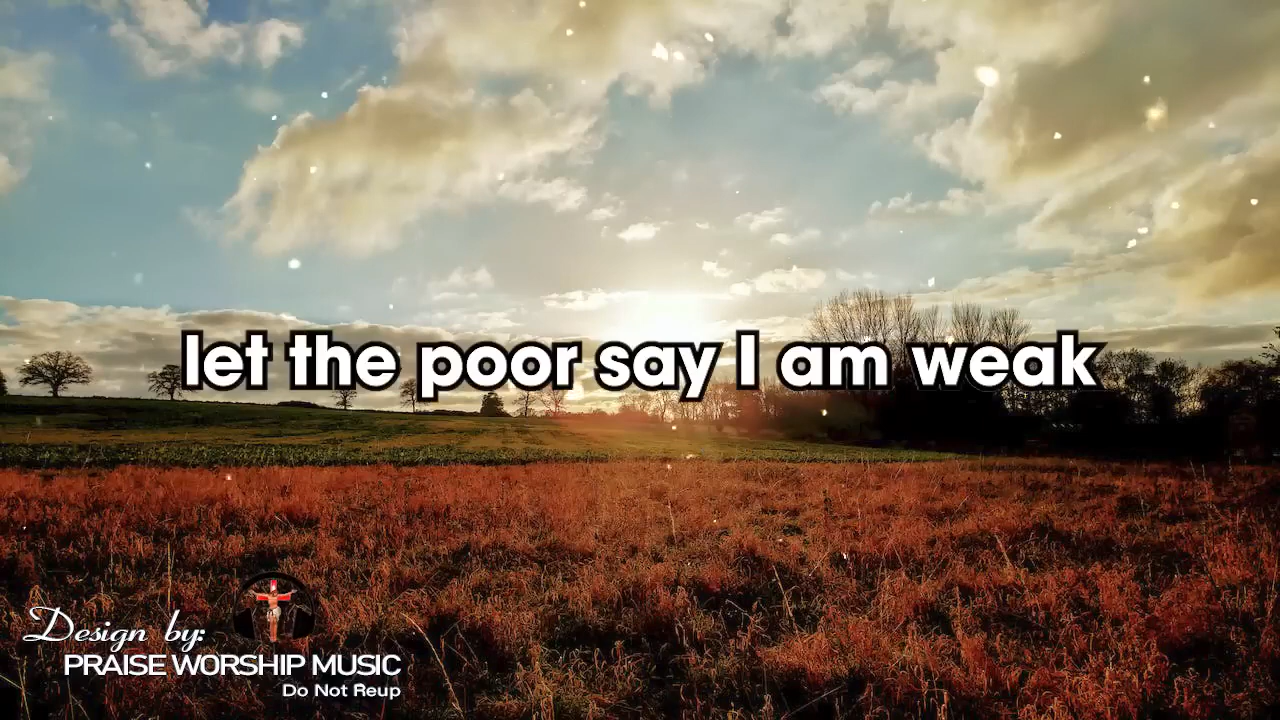 let the poor say I am weak
Design by:
PRAISE WORSHIP MUSIC
Do Not Reup